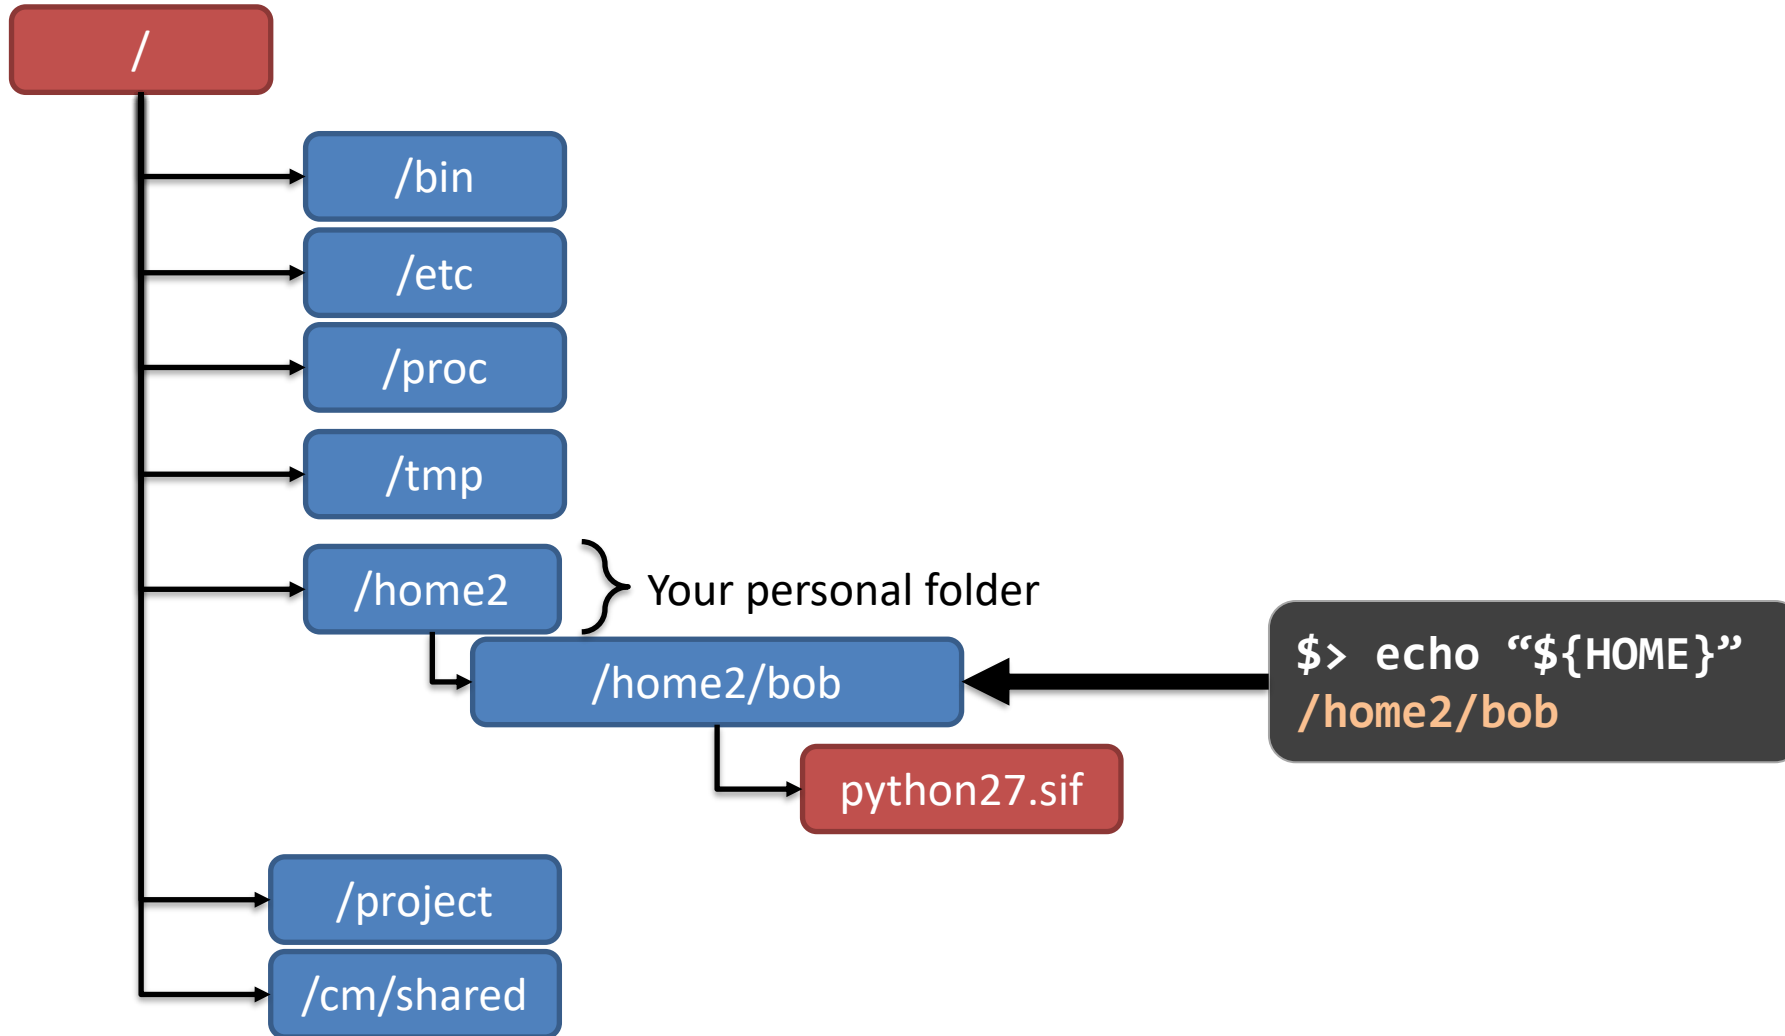 /
/bin
/etc
/proc
/tmp
/home2
Your personal folder
/home2/bob
$> echo “${HOME}”
/home2/bob
python27.sif
/project
/cm/shared